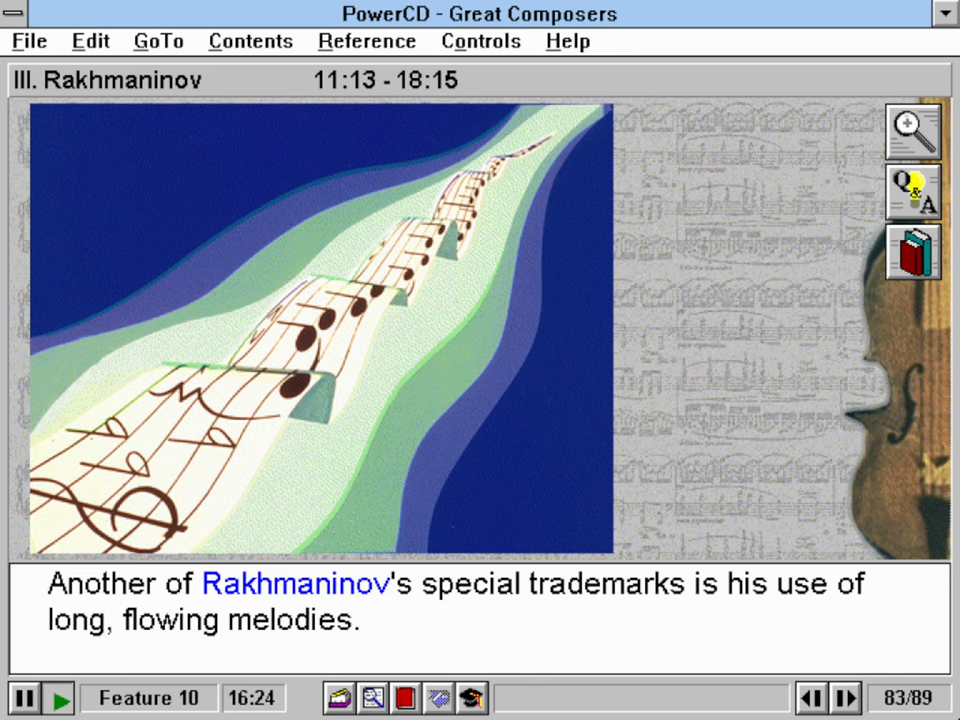 PowerCD - Great Composers
File Edit GoTo Contents Reference Controls Help
III. Rakhmaninov 11:13 - 18:15
Q & A
Another of Rakhmaninov's special trademarks is his use of
long, flowing melodies.
Feature 10 16:24 83/89